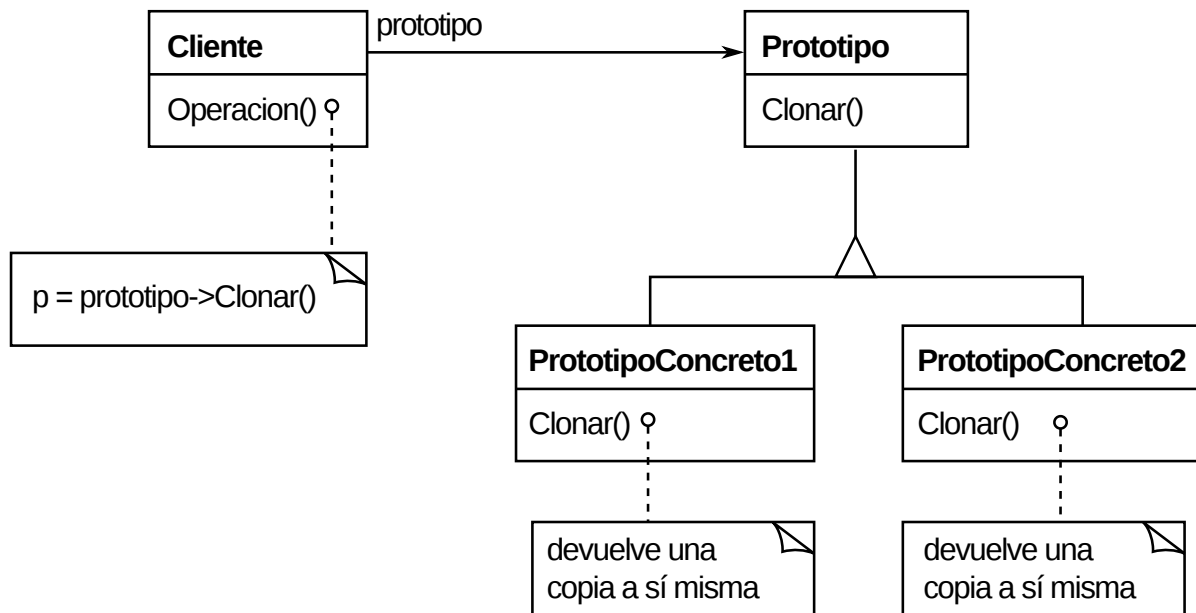 prototipo
Cliente
Prototipo
Operacion()
Clonar()
p = prototipo->Clonar()
PrototipoConcreto1
PrototipoConcreto2
Clonar()
Clonar()
devuelve una
copia a sí misma
devuelve una
copia a sí misma